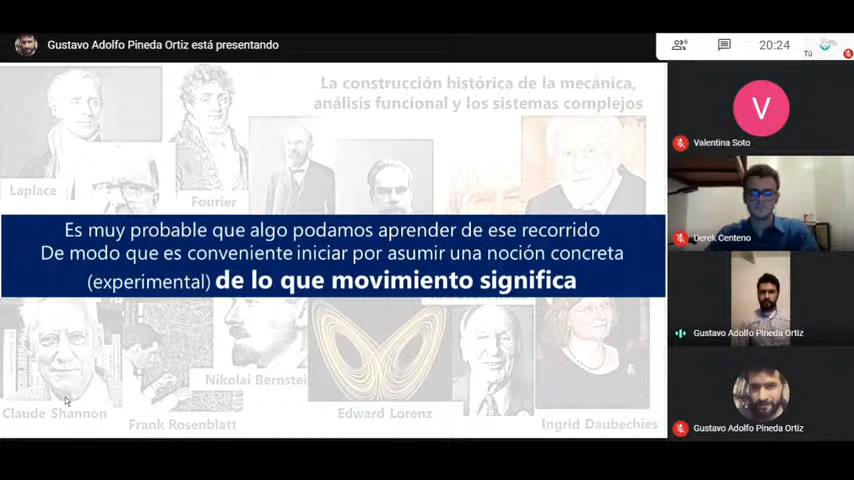 Gustavo Adolfo Pineda Ortiz está presentando
6
20:24
Tú
La construcción histórica de la mecánica,
análisis funcional y los sistemas complejos
Laplace
Fourier
Es muy probable que algo podamos aprender de ese recorrido
De modo que es conveniente iniciar por asumir una noción concreta
(experimental) de lo que movimiento significa
Nikolai Bernstei
Claude Shannon
Frank Rosenblatt
Edward Lorenz
Ingrid Daubechies
V
Valentina Soto
Derek Centeno
Gustavo Adolfo Pineda Ortiz
Gustavo Adolfo Pineda Ortiz